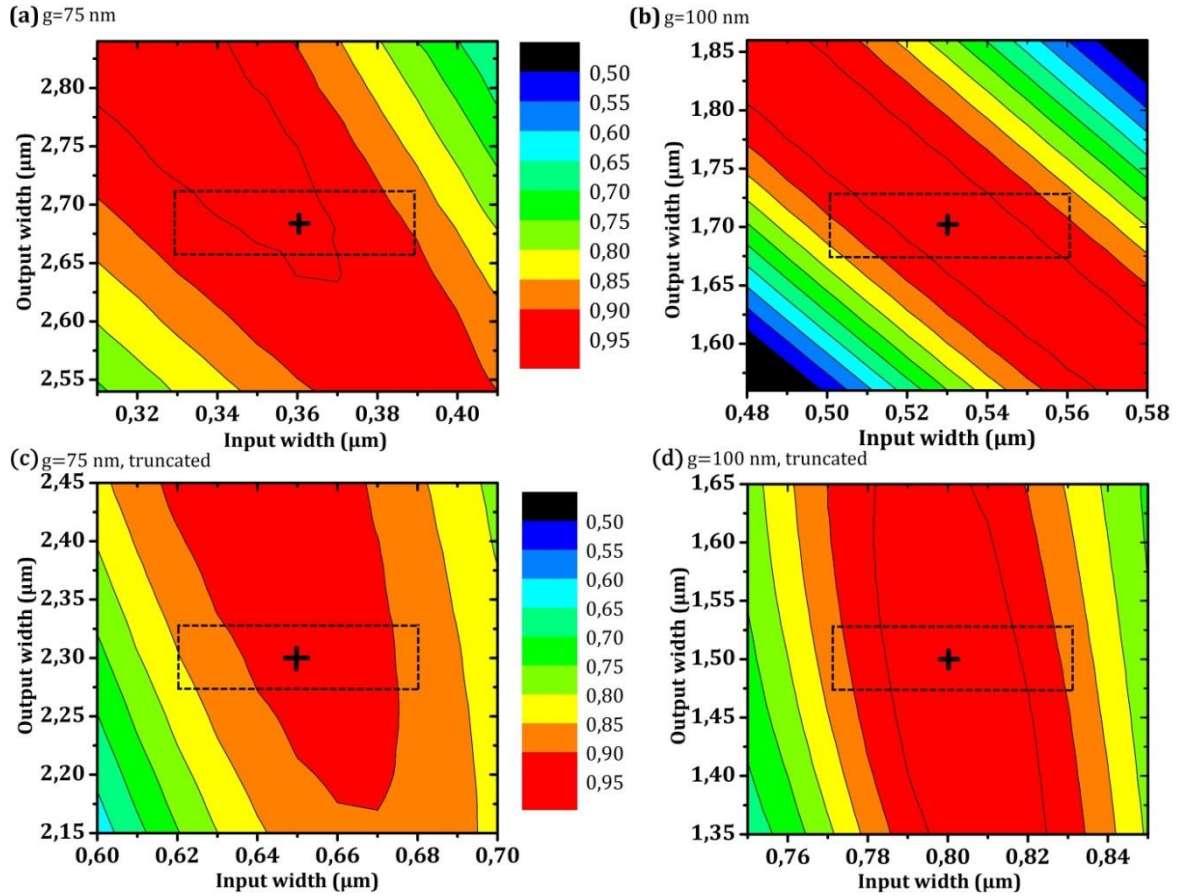 (a) g=75 nm
(b) g=100 nm
Output width (µm)
2,80
2,75
2,70
2,65
2,60
2,55
0,32 0,34 0,36 0,38 0,40
Input width (µm)
0,50
0,55
0,60
0,65
0,70
0,75
0,80
0,85
0,90
0,95
Output width (µm)
1,85
1,80
1,75
1,70
1,65
1,60
0,48 0,50 0,52 0,54 0,56 0,58
Input width (µm)
(c) g=75 nm, truncated
(d) g=100 nm, truncated
Output width (µm)
2,45
2,40
2,35
2,30
2,25
2,20
2,15
0,60 0,62 0,64 0,66 0,68 0,70
Input width (µm)
0,50
0,55
0,60
0,65
0,70
0,75
0,80
0,85
0,90
0,95
Output width (µm)
1,65
1,60
1,55
1,50
1,45
1,40
1,35
0,76 0,78 0,80 0,82 0,84
Input width (µm)